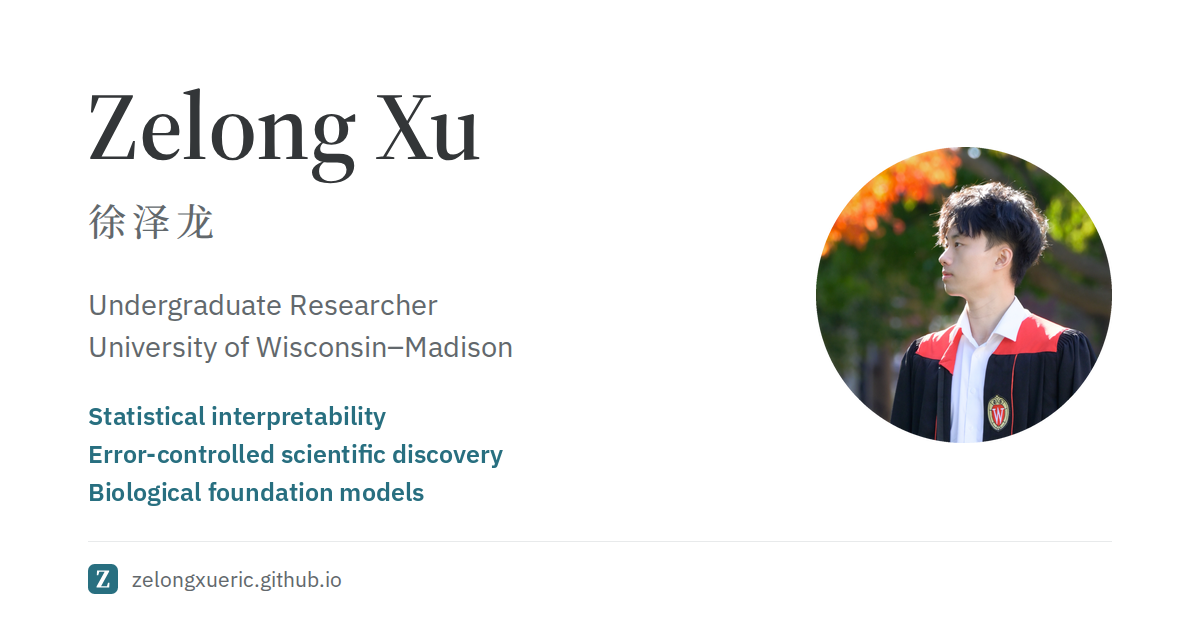 Zelong Xu
徐泽龙
Undergraduate Researcher
University of Wisconsin–Madison
Statistical interpretability
Error-controlled scientific discovery
Biological foundation models
Z zelongxueric.github.io
W